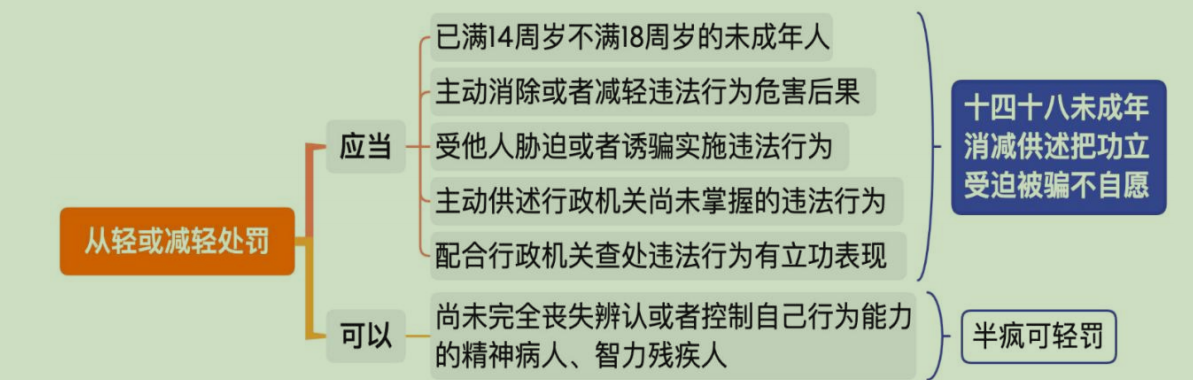 从轻或减轻处罚
应当
已满14周岁不满18周岁的未成年人
主动消除或者减轻违法行为危害后果
受他人胁迫或者诱骗实施违法行为
主动供述行政机关尚未掌握的违法行为
配合行政机关查处违法行为有立功表现
十四十八未成年
消减供述把功立
受迫被骗不自愿
可以
尚未完全丧失辨认或者控制自己行为能力
的精神病人、智力残疾人
半疯可轻罚